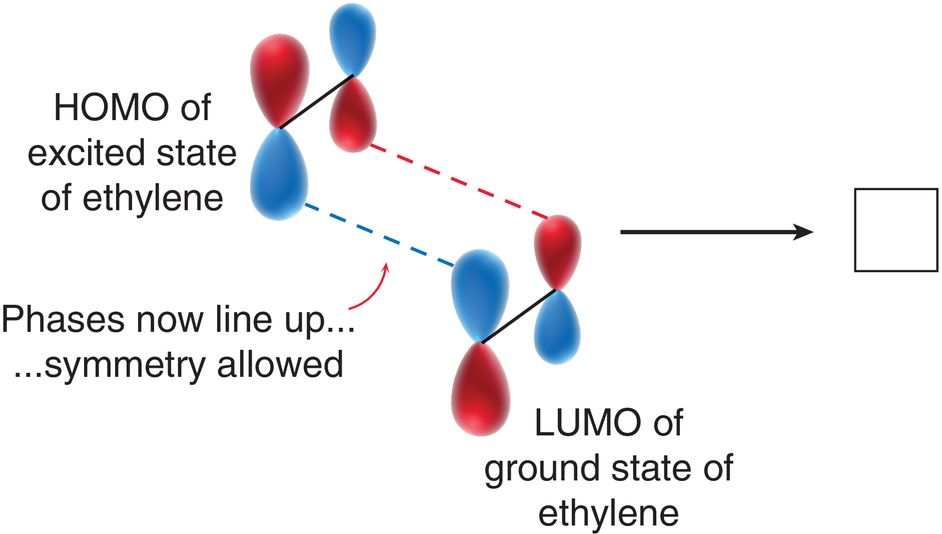 HOMO of
excited state
of ethylene
Phases now line up...
...symmetry allowed
LUMO of
ground state of
ethylene